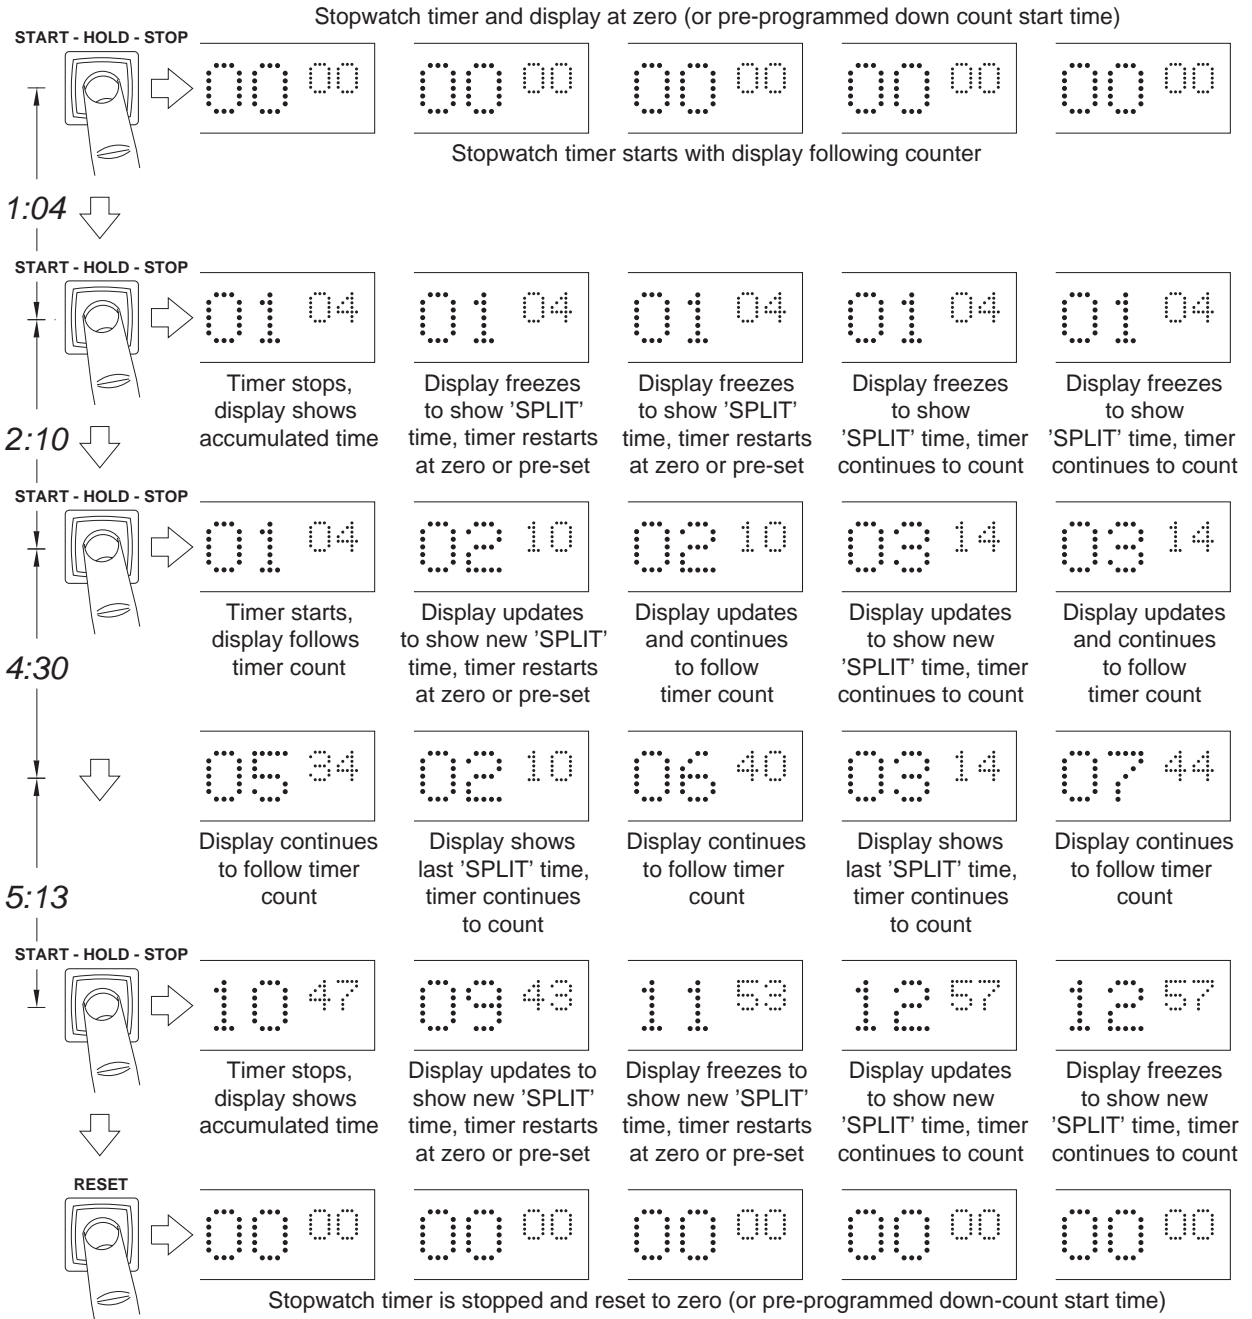 Stopwatch timer and display at zero (or pre-programmed down count start time)
START - HOLD - STOP
00 00 00 00 00 00 00 00 00 00
Stopwatch timer starts with display following counter
1:04
START - HOLD - STOP
01 04 01 04 01 04 01 04 01 04
Timer stops,
display shows
accumulated time
Display freezes
to show 'SPLIT'
time, timer restarts
at zero or pre-set
Display freezes
to show 'SPLIT'
time, timer restarts
at zero or pre-set
Display freezes
to show
'SPLIT' time, timer
continues to count
Display freezes
to show
'SPLIT' time, timer
continues to count
2:10
START - HOLD - STOP
01 04 02 10 02 10 03 14 03 14
Timer starts,
display follows
timer count
Display updates
to show new 'SPLIT'
time, timer restarts
at zero or pre-set
Display updates
and continues
to follow
timer count
Display updates
to show new
'SPLIT' time, timer
continues to count
Display updates
and continues
to follow
timer count
4:30
05 34 02 10 06 40 03 14 07 44
Display continues
to follow timer
count
Display shows
last 'SPLIT' time,
timer continues
to count
Display continues
to follow timer
count
Display shows
last 'SPLIT' time,
timer continues
to count
Display continues
to follow timer
count
5:13
START - HOLD - STOP
10 47 09 43 11 53 12 57 12 57
Timer stops,
display shows
accumulated time
Display updates to
show new 'SPLIT'
time, timer restarts
at zero or pre-set
Display freezes to
show new 'SPLIT'
time, timer restarts
at zero or pre-set
Display updates
to show new
'SPLIT' time, timer
continues to count
Display freezes
to show new
'SPLIT' time, timer
continues to count
RESET
00 00 00 00 00 00 00 00 00 00
Stopwatch timer is stopped and reset to zero (or pre-programmed down-count start time)